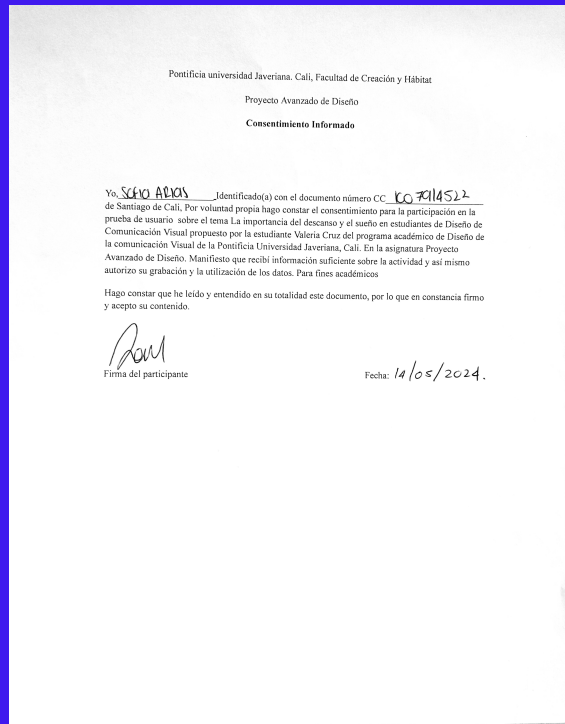 Pontificia universidad Javeriana. Cali, Facultad de Creación y Hábitat
Proyecto Avanzado de Diseño
Consentimiento Informado
Yo, SOFIA ARIAS Identificado(a) con el documento número CC
de Santiago de Cali, Por voluntad propia hago constar el consentimiento para la participación en la
prueba de usuario sobre el tema La importancia del descanso y el sueño en estudiantes de Diseño de
Comunicación Visual propuesto por la estudiante Valeria Cruz del programa académico de Diseño de
la comunicación Visual de la Pontificia Universidad Javeriana, Cali. En la asignatura Proyecto
Avanzado de Diseño. Manifiesto que recibí información suficiente sobre la actividad y así mismo
autorizo su grabación y la utilización de los datos. Para fines académicos
Hago constar que he leído y entendido en su totalidad este documento, por lo que en constancia firmo
y acepto su contenido.
Firma del participante
Fecha: 14/05/2024.